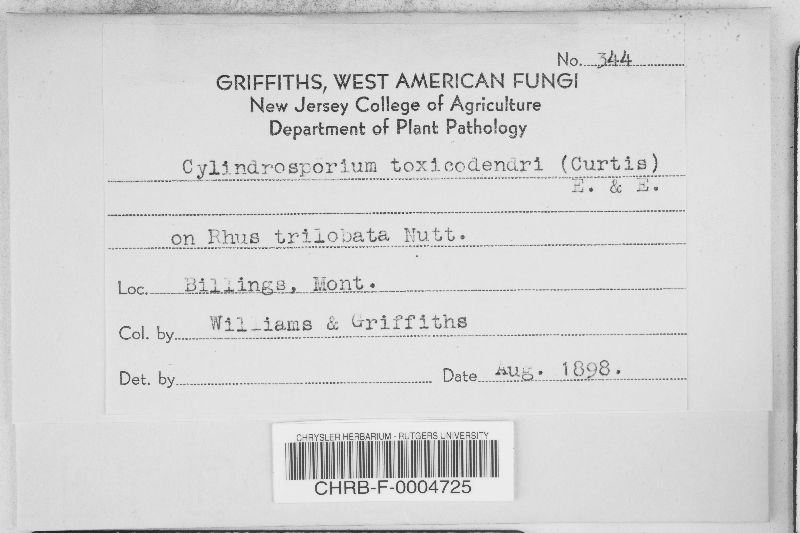 No. 344
GRIFFITHS, WEST AMERICAN FUNGI
New Jersey College of Agriculture
Department of Plant Pathology
Cylindrosporium toxicodendri (Curtis)
E. & E.
on Rhus trilobata Nutt.
Loc. Billings, Mont.
Col. by Williams & Griffiths
Det. by
Date Aug. 1898.
CHRYSLER HERBARIUM - RUTGERS UNIVERSITY
CHRB-F-0004725